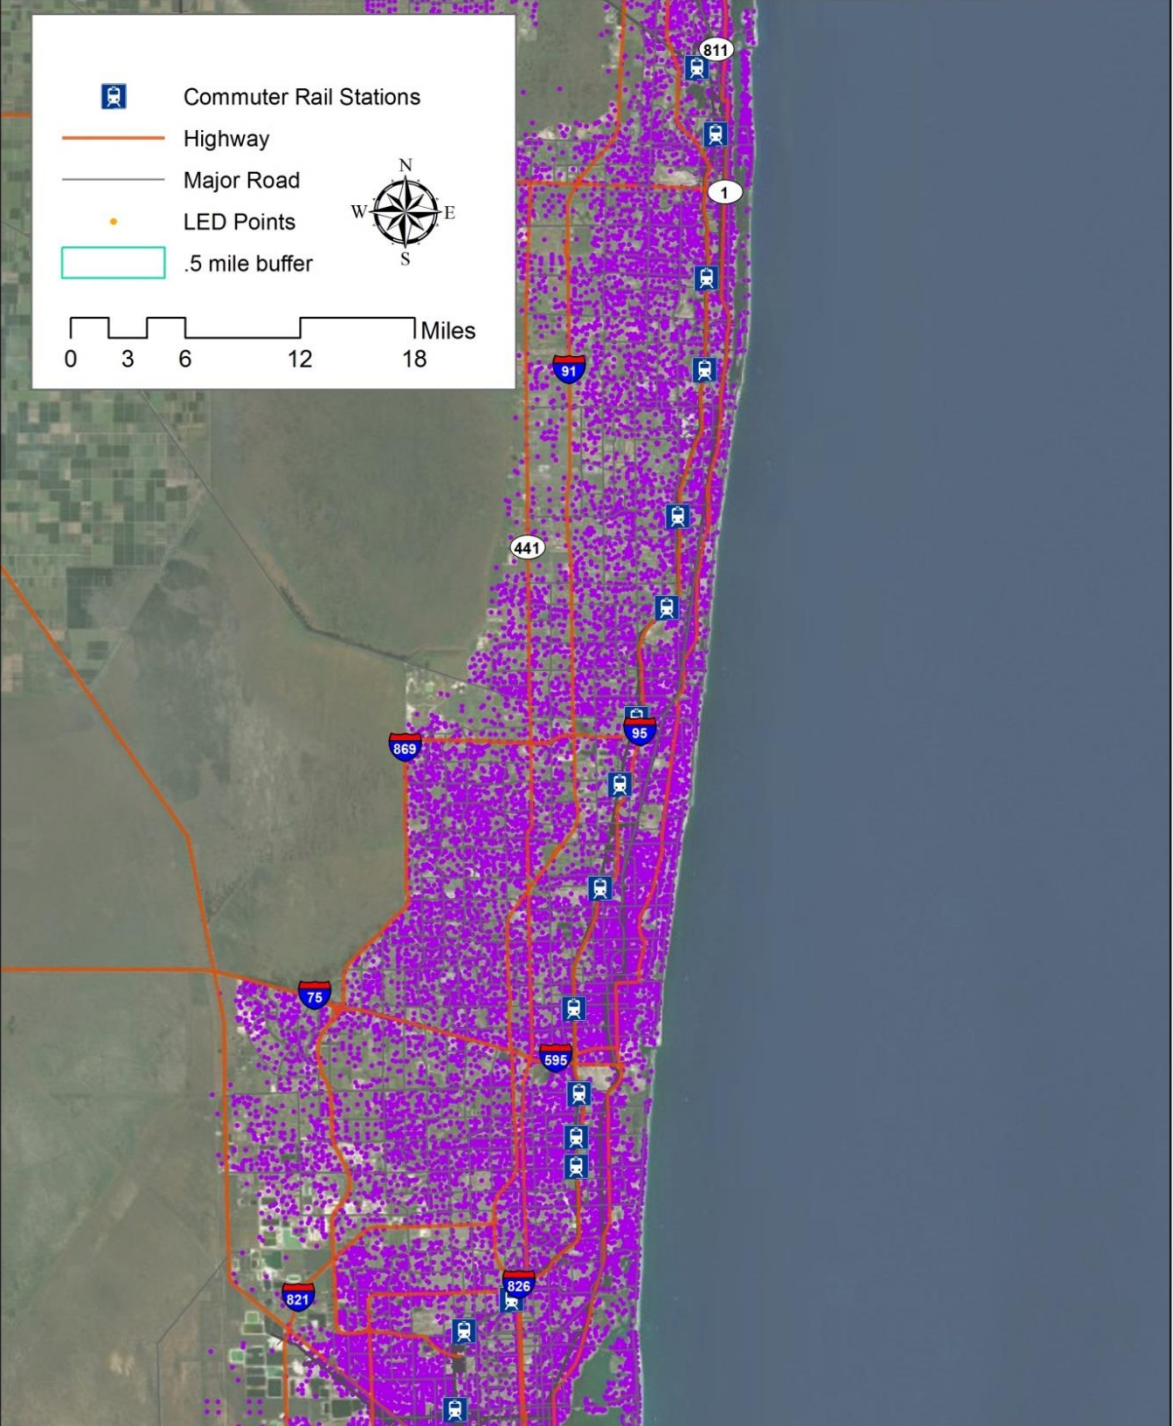 Commuter Rail Stations
Highway
Major Road
LED Points
.5 mile buffer
N
W E
S
Miles
0 3 6 12 18
811
1
91
441
95
869
75
595
826
821